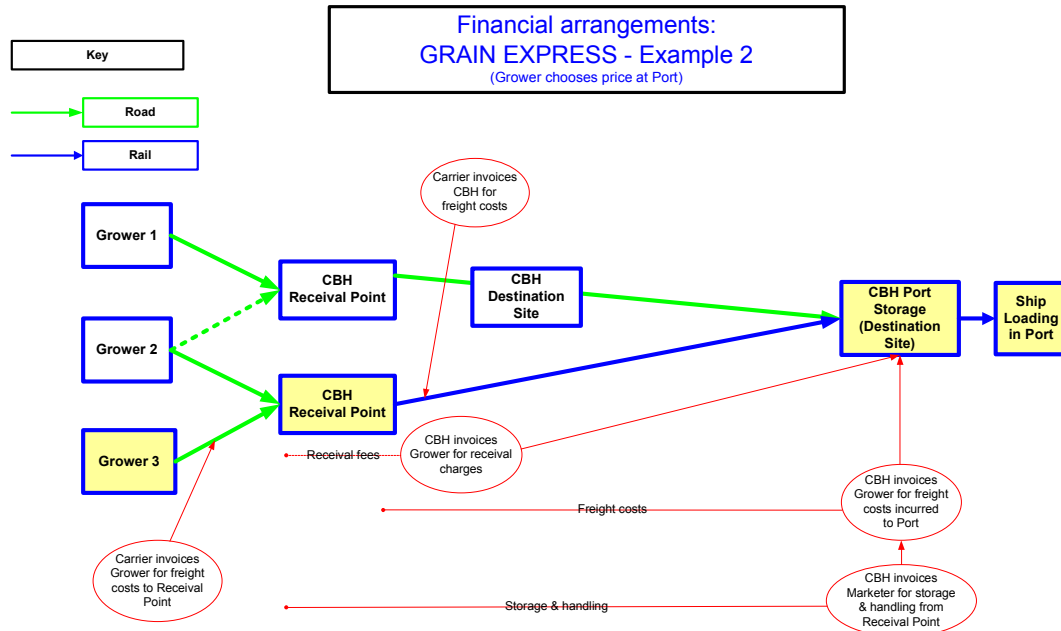 Financial arrangements:
GRAIN EXPRESS - Example 2
(Grower chooses price at Port)
Key
Road
Rail
Carrier invoices
CBH for
freight costs
Grower 1
CBH
Receival Point
CBH
Destination
Site
CBH Port
Storage
(Destination
Site)
Ship
Loading
in Port
Grower 2
CBH
Receival Point
Grower 3
Receival fees
CBH invoices
Grower for receival
charges
Freight costs
CBH invoices
Grower for freight
costs incurred
to Port
Carrier invoices
Grower for freight
costs to Receival
Point
Storage & handling
CBH invoices
Marketer for storage
& handling from
Receival Point